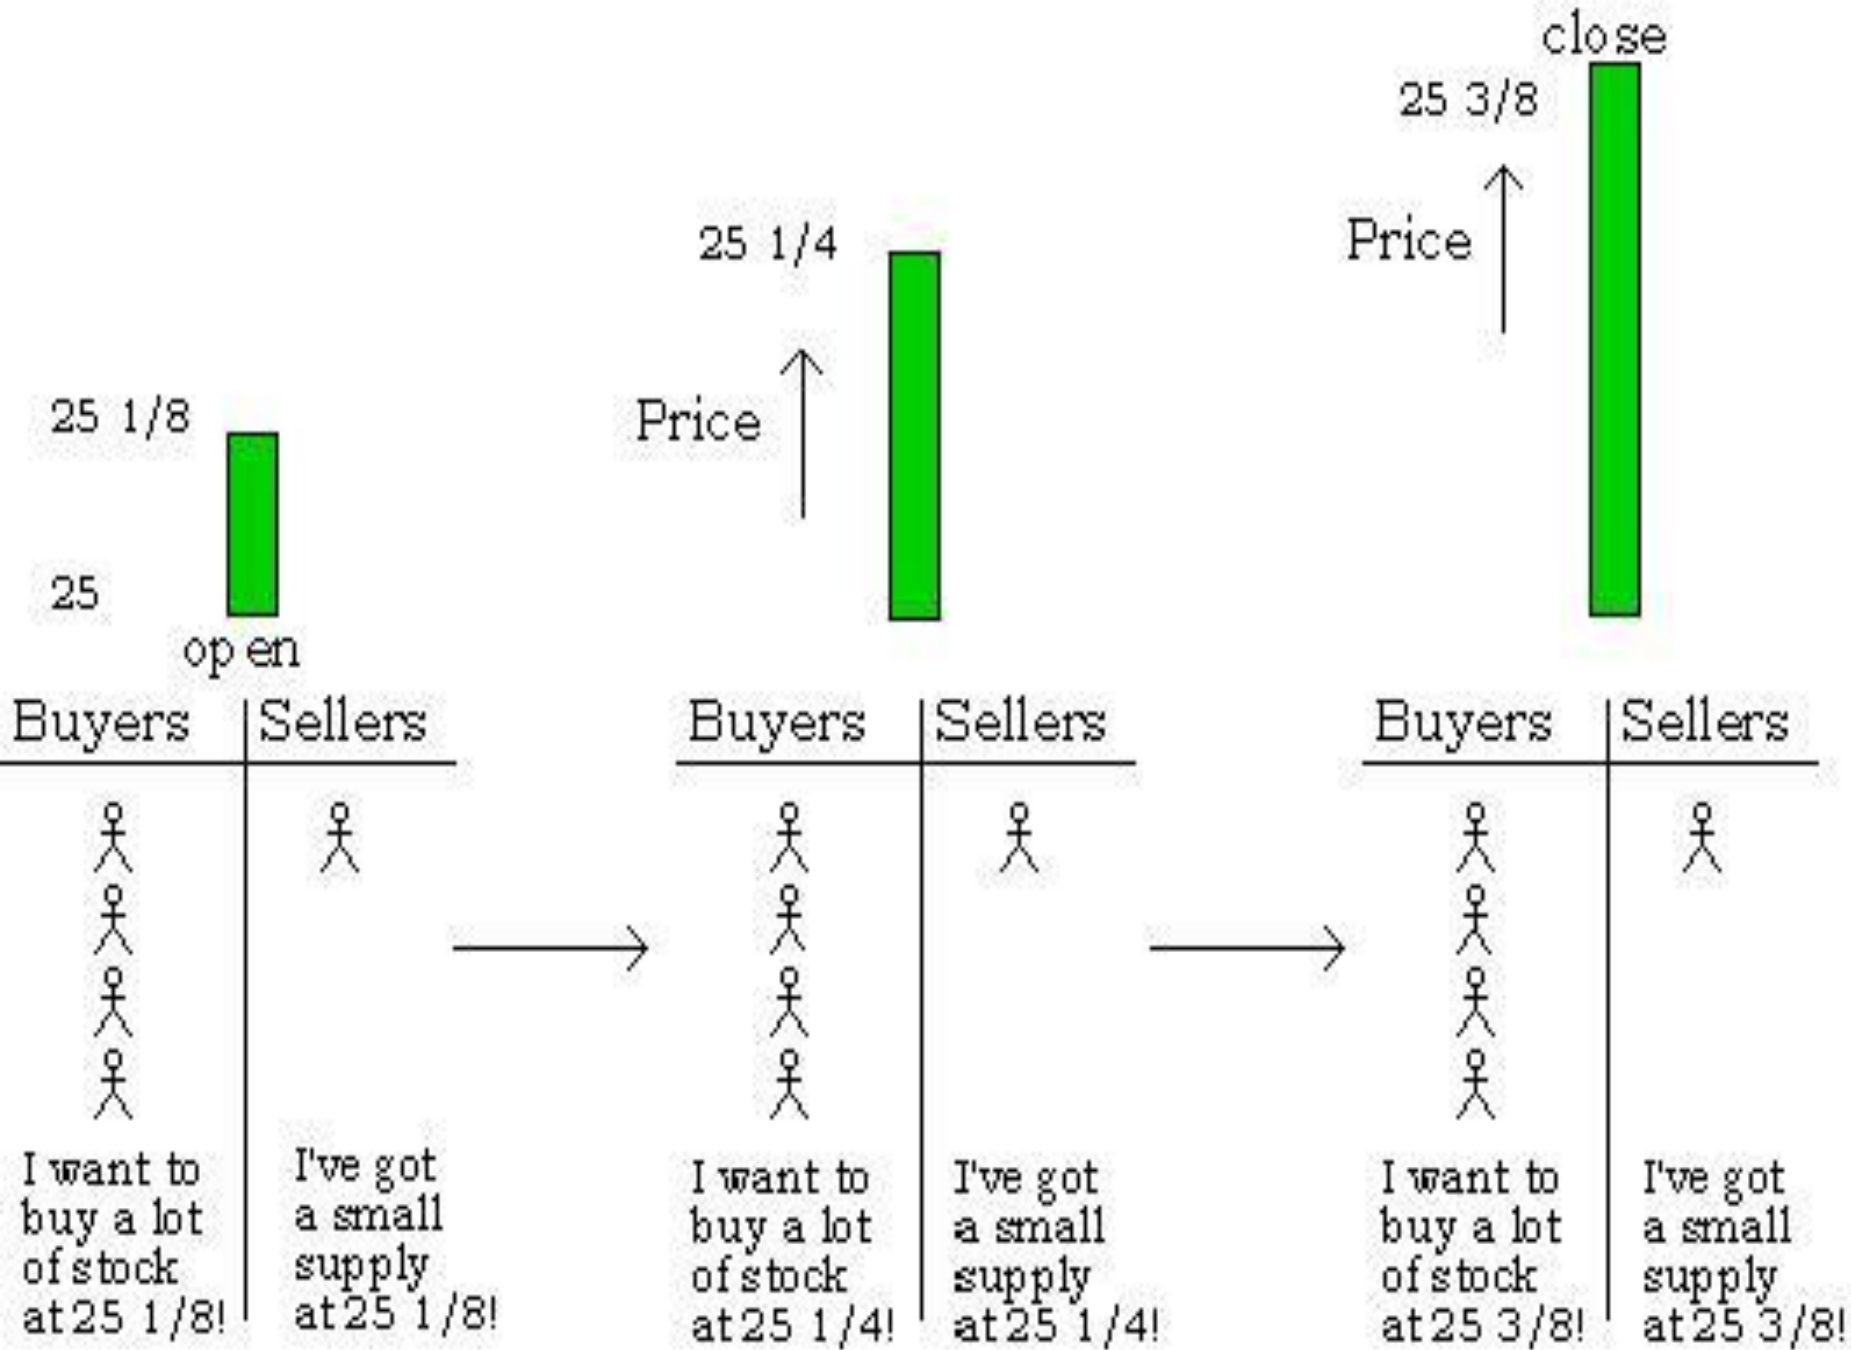 close
25 3/8
Price
25 1/4
Price
25 1/8
25
open
Buyers Sellers
I want to
buy a lot
of stock
at 25 1/8!
I've got
a small
supply
at 25 1/8!
Buyers Sellers
I want to
buy a lot
of stock
at 25 1/4!
I've got
a small
supply
at 25 1/4!
Buyers Sellers
I want to
buy a lot
of stock
at 25 3/8!
I've got
a small
supply
at 25 3/8!